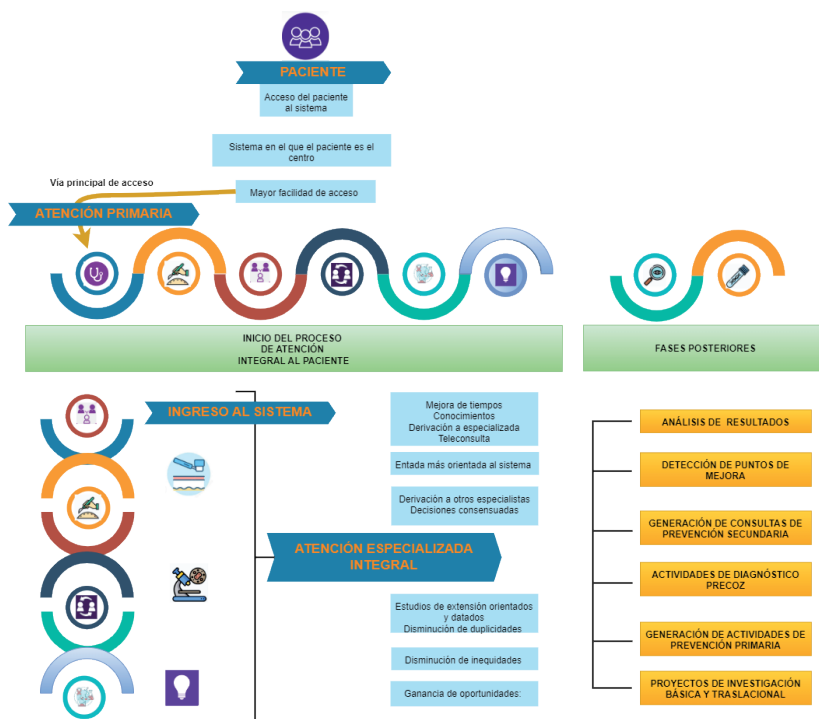 PACIENTE
Acceso del paciente
al sistema
Sistema en el que el paciente es el
centro
Vía principal de acceso
Mayor facilidad de acceso
ATENCIÓN PRIMARIA
INICIO DEL PROCESO
DE ATENCIÓN
INTEGRAL AL PACIENTE
FASES POSTERIORES
INGRESO AL SISTEMA
Mejora de tiempos
Conocimientos
Derivación a especializada
Teleconsulta
Entada más orientada al sistema
Derivación a otros especialistas
Decisiones consensuadas
ATENCIÓN ESPECIALIZADA
INTEGRAL
Estudios de extensión orientados
y datados
Disminución de duplicidades
Disminución de inequidades
Ganancia de oportunidades:
ANÁLISIS DE RESULTADOS
DETECCIÓN DE PUNTOS DE
MEJORA
GENERACIÓN DE CONSULTAS DE
PREVENCIÓN SECUNDARIA
ACTIVIDADES DE DIAGNÓSTICO
PRECOZ
GENERACIÓN DE ACTIVIDADES DE
PREVENCIÓN PRIMARIA
PROYECTOS DE INVESTIGACIÓN
BÁSICA Y TRASLACIONAL